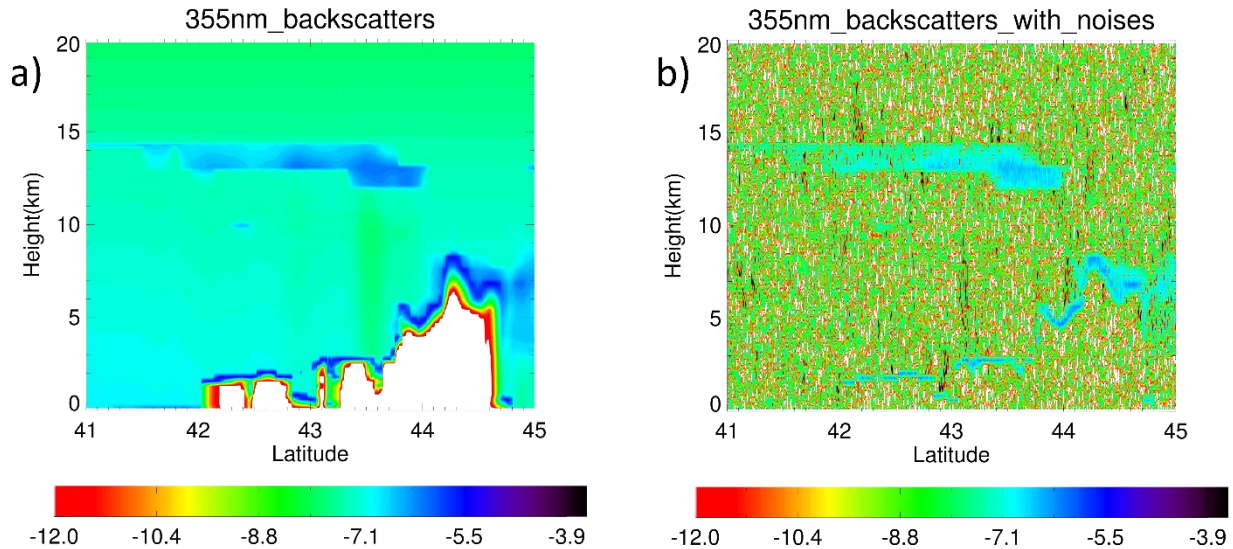 355nm_backscatters
a)
20
15
10
5
0
Height(km)
41 42 43 44 45
Latitude
-12.0 -10.4 -8.8 -7.1 -5.5 -3.9
355nm_backscatters_with_noises
b)
20
15
10
5
0
Height(km)
41 42 43 44 45
Latitude
-12.0 -10.4 -8.8 -7.1 -5.5 -3.9